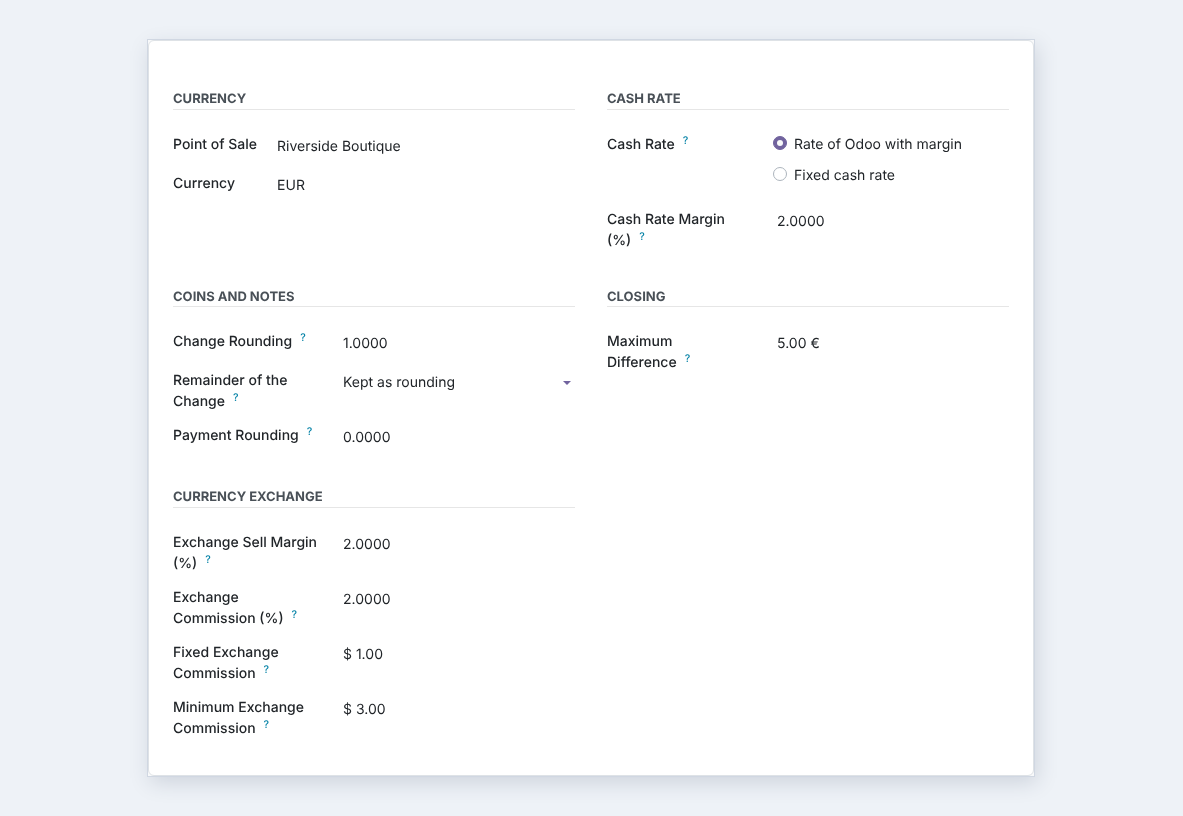 CURRENCY
Point of Sale Riverside Boutique
Currency EUR
CASH RATE
Cash Rate ? Rate of Odoo with margin
Fixed cash rate
Cash Rate Margin 2.0000
(%) ?
COINS AND NOTES
Change Rounding ? 1.0000
Remainder of the Kept as rounding
Change ?
Payment Rounding ? 0.0000
CLOSING
Maximum 5.00 €
Difference ?
CURRENCY EXCHANGE
Exchange Sell Margin 2.0000
(%) ?
Exchange 2.0000
Commission (%) ?
Fixed Exchange $ 1.00
Commission ?
Minimum Exchange $ 3.00
Commission ?